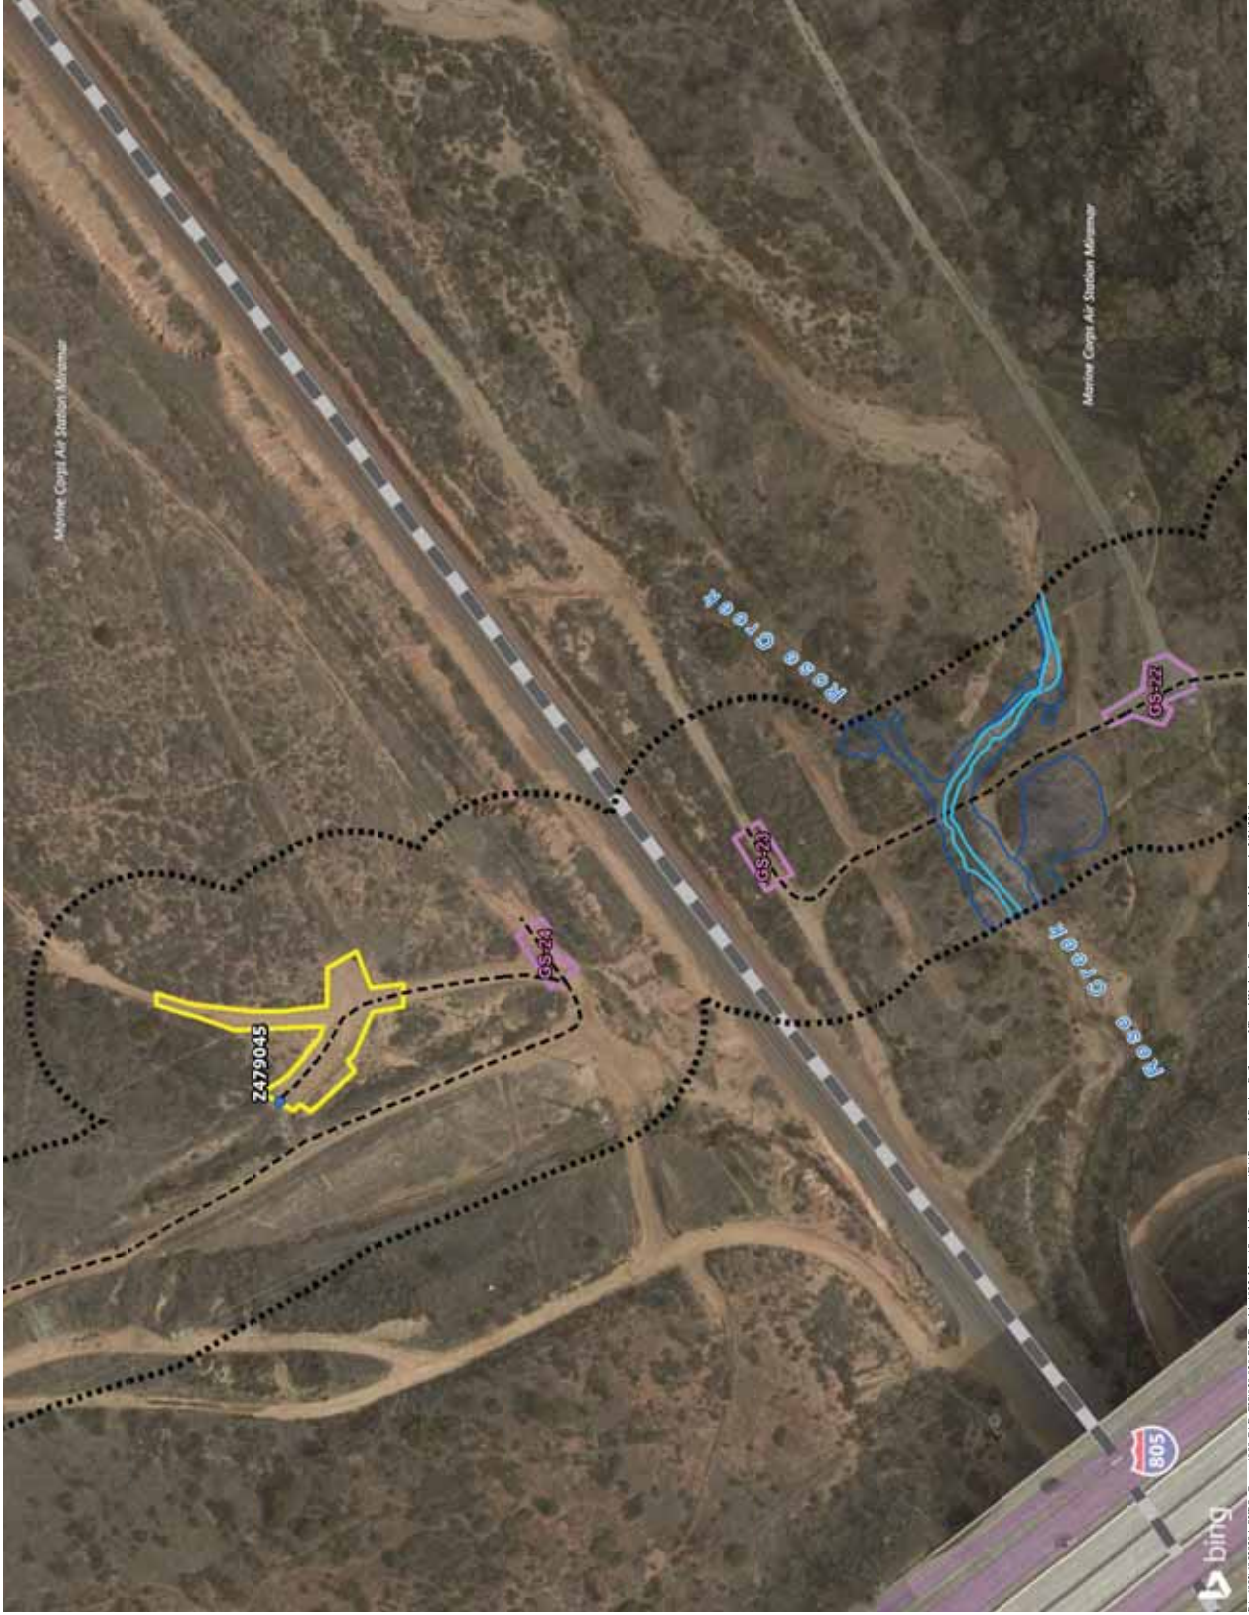 Marine Corps Air Station Miramar
Z479045
GS-24
Rose Creek
GS-23
Marine Corps Air Station Miramar
Rose Creek
GS-22
805
bing